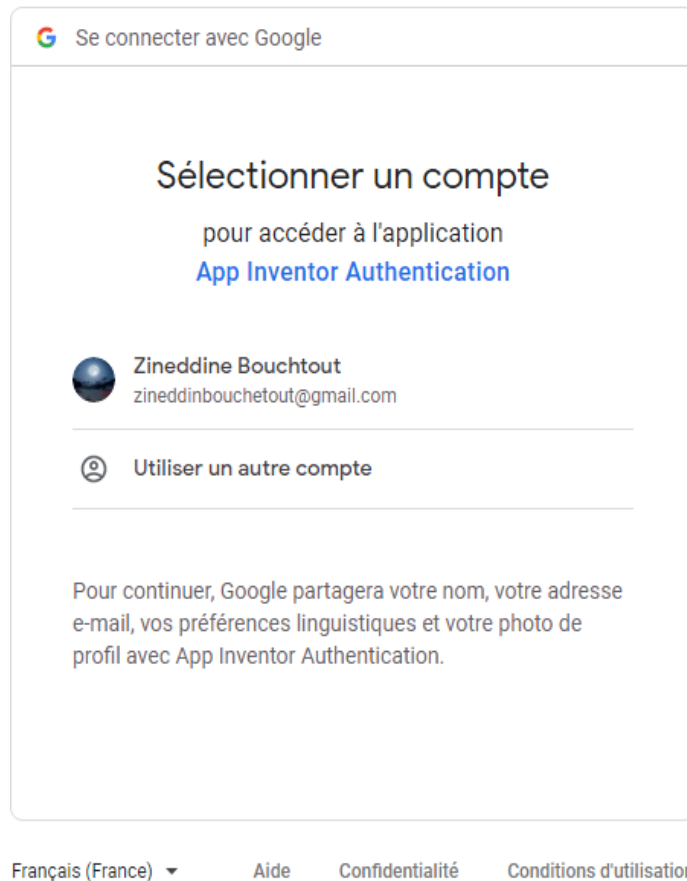 Se connecter avec Google
Sélectionner un compte
pour accéder à l'application
App Inventor Authentication
Zineddine Bouchtout
zineddinbouchetout@gmail.com
Utiliser un autre compte
Pour continuer, Google partagera votre nom, votre adresse
e-mail, vos préférences linguistiques et votre photo de
profil avec App Inventor Authentication.
Français (France) Aide Confidentialité Conditions d'utilisation